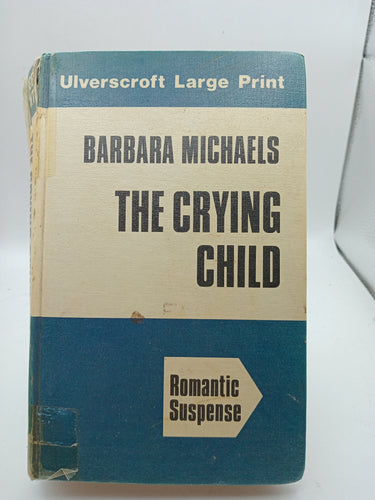 Ulverscroft Large Print
BARBARA MICHAELS
THE CRYING
CHILD
Romantic
Suspense